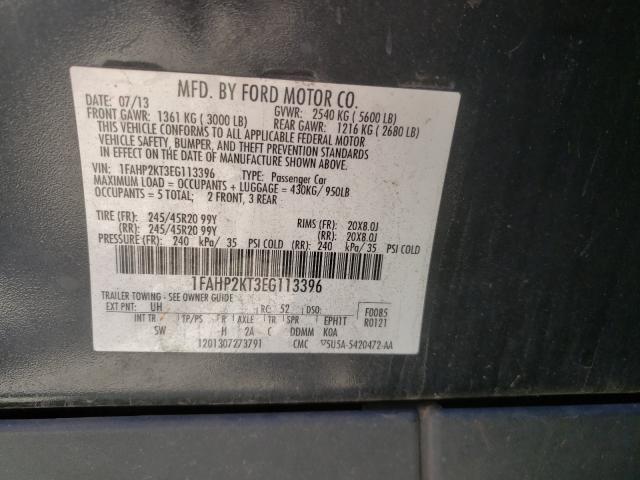 MFD. BY FORD MOTOR CO.
DATE: 07/13 GVWR: 2540 KG ( 5600 LB)
FRONT GAWR: 1361 KG ( 3000 LB) REAR GAWR: 1216 KG ( 2680 LB)
THIS VEHICLE CONFORMS TO ALL APPLICABLE FEDERAL MOTOR
VEHICLE SAFETY, BUMPER, AND THEFT PREVENTION STANDARDS
IN EFFECT ON THE DATE OF MANUFACTURE SHOWN ABOVE.
VIN: 1FAHP2KT3EG113396 TYPE: Passenger Car
MAXIMUM LOAD = OCCUPANTS + LUGGAGE = 430KG/ 950LB
OCCUPANTS = 5 TOTAL; 2 FRONT, 3 REAR
TIRE (FR): 245/45R20 99Y RIMS (FR): 20X8.0J
(RR): 245/45R20 99Y (RR): 20X8.0J
PRESSURE (FR): 240 kPa/ 35 PSI COLD (RR): 240 kPa/ 35 PSI COLD
1FAHP2KT3EG113396
TRAILER TOWING - SEE OWNER GUIDE
EXT PNT: UH RC: 52 DSO: F0085
INT TR TP/PS R AXLE TR SPR EPH1T R0121
SW H 2A C DDMM KOA
1201307273791 CMC 5U5A-5420472-AA